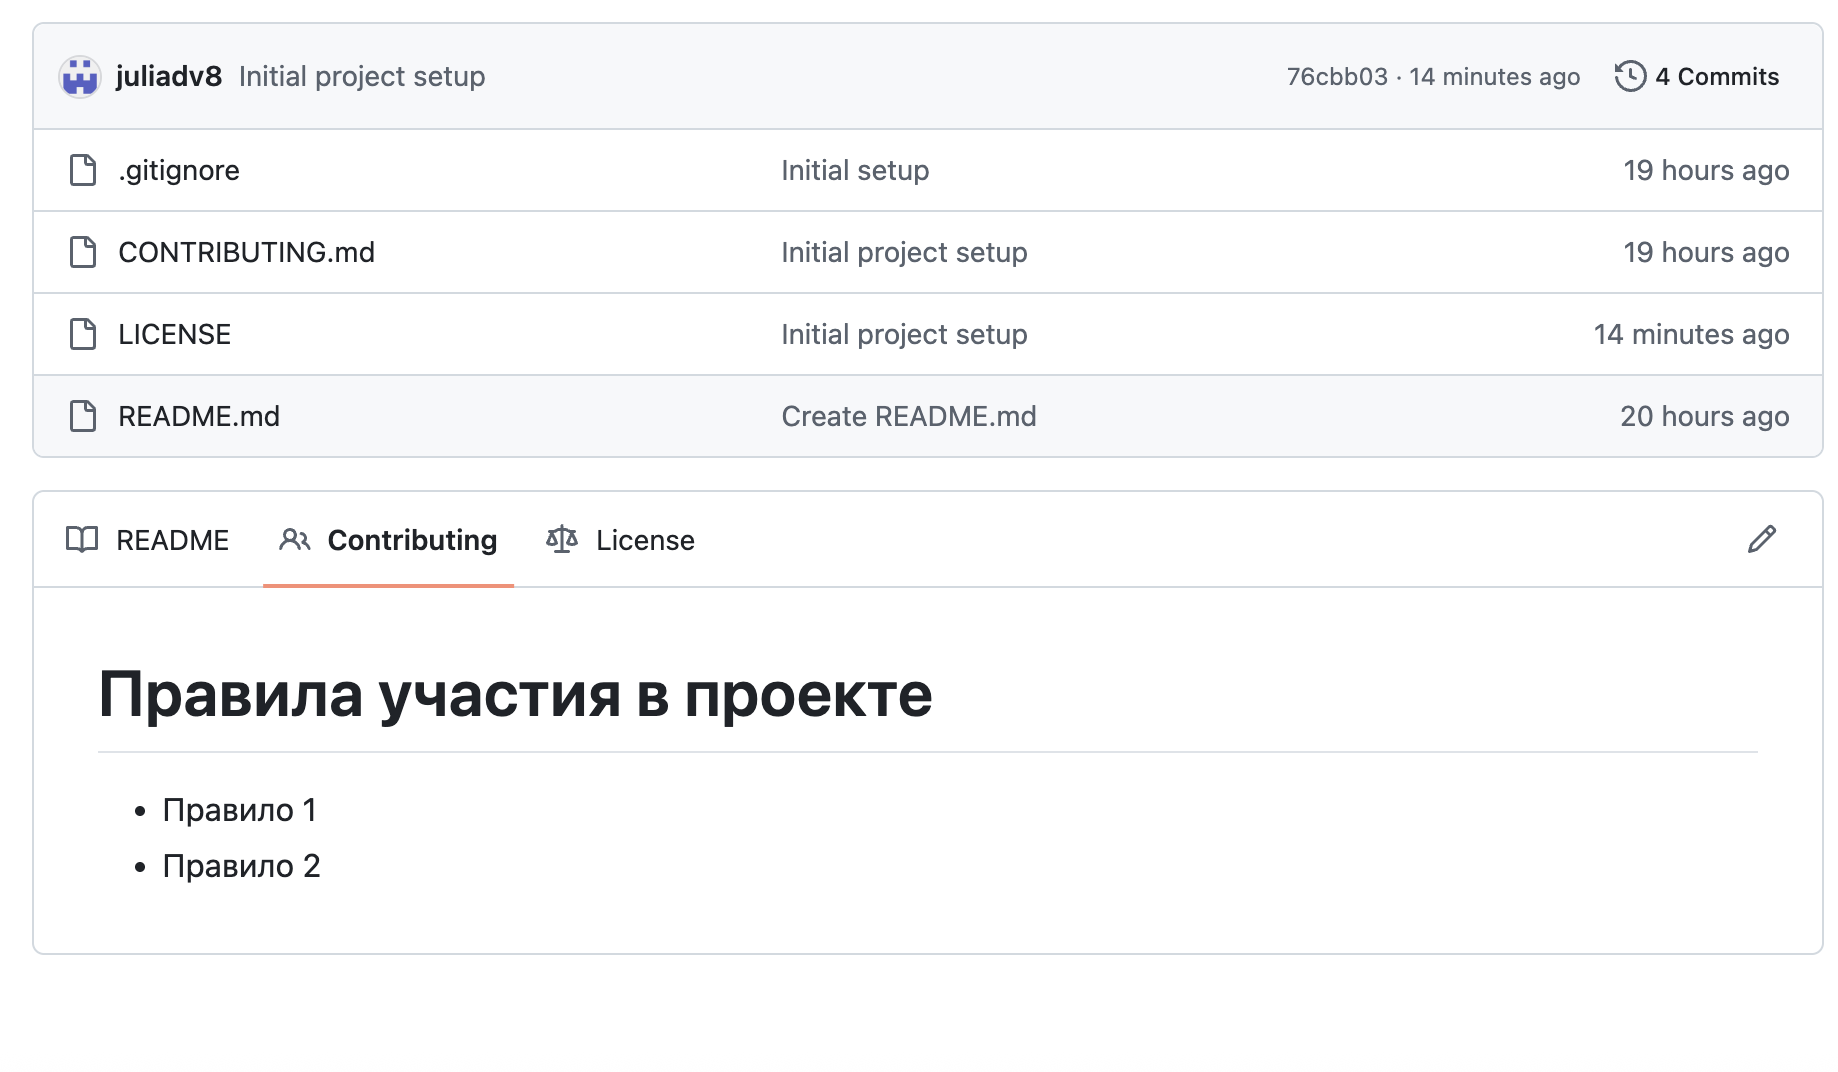 juliadv8 Initial project setup 76cbb03 · 14 minutes ago 4 Commits
.gitignore Initial setup 19 hours ago
CONTRIBUTING.md Initial project setup 19 hours ago
LICENSE Initial project setup 14 minutes ago
README.md Create README.md 20 hours ago
README Contributing License
Правила участия в проекте
• Правило 1
• Правило 2